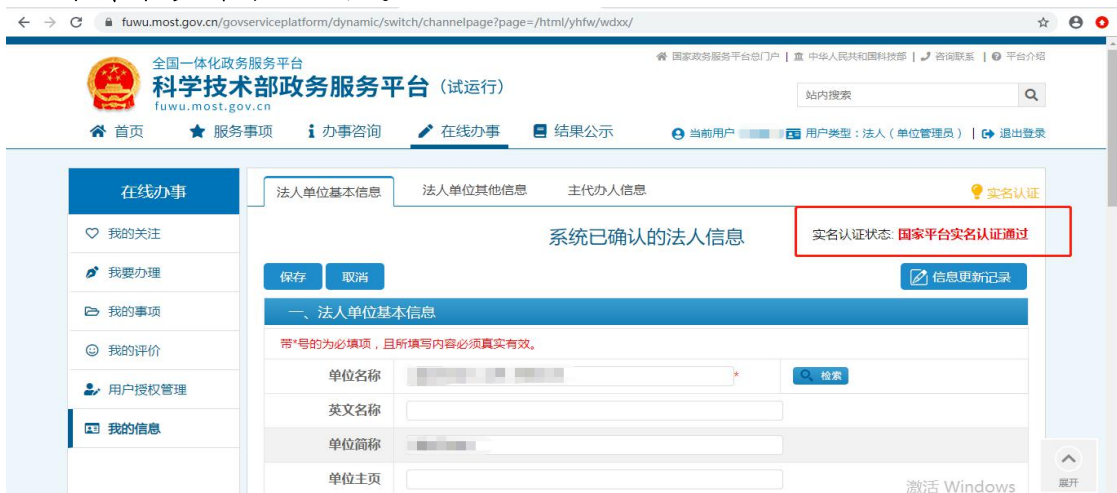 fuwu.most.gov.cn/govserviceplatform/dynamic/switch/channelpage?page=/html/yhfw/wdxx/
国家政务服务平台总门户 | 中华人民共和国科技部 | 咨询联系 | 平台介绍
全国一体化政务服务平台
科学技术部政务服务平台（试运行）
fuwu.most.gov.cn
站内搜索
首页 服务事项 办事咨询 在线办事 结果公示 当前用户 用户类型：法人（单位管理员） | 退出登录
在线办事
我的关注
我要办理
我的事项
我的评价
用户授权管理
我的信息
法人单位基本信息 法人单位其他信息 主代办人信息 实名认证
系统已确认的法人信息 实名认证状态: 国家平台实名认证通过
保存 取消 信息更新记录
一、法人单位基本信息
带*号的为必填项，且所填写内容必须真实有效。
单位名称 * 检索
英文名称
单位简称
单位主页
激活 Windows
展开